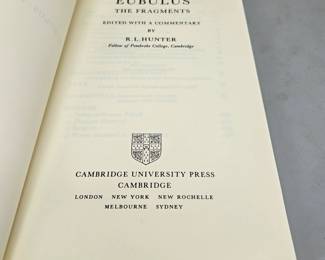 EUBULUS
THE FRAGMENTS
EDITED WITH A COMMENTARY
BY
R.L.HUNTER
Fellow of Pembroke College, Cambridge
CAMBRIDGE UNIVERSITY PRESS
CAMBRIDGE
LONDON NEW YORK NEW ROCHELLE
MELBOURNE SYDNEY